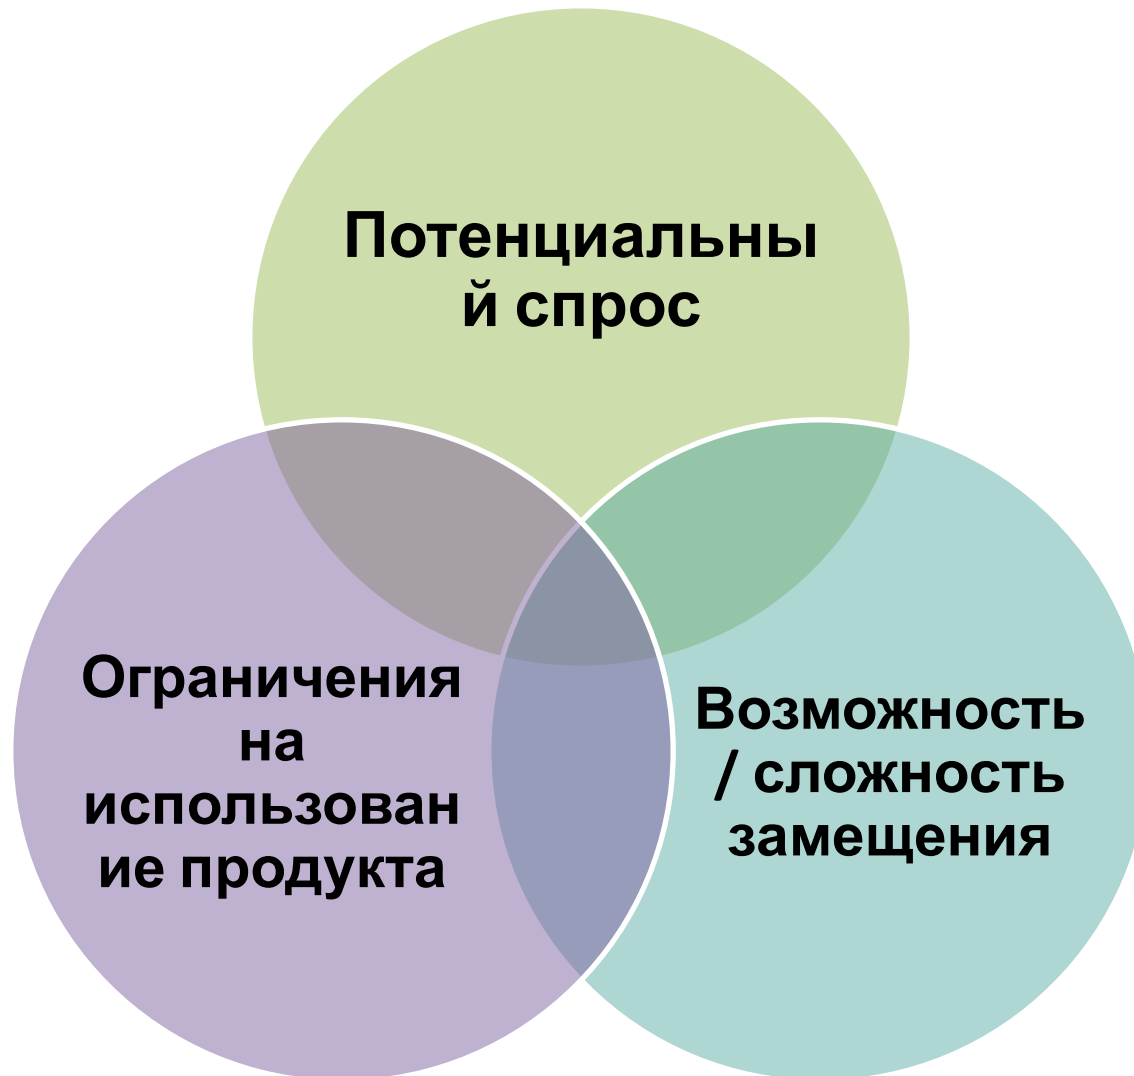 Потенциальны
й спрос
Ограничения
на
использован
ие продукта
Возможность
/ сложность
замещения